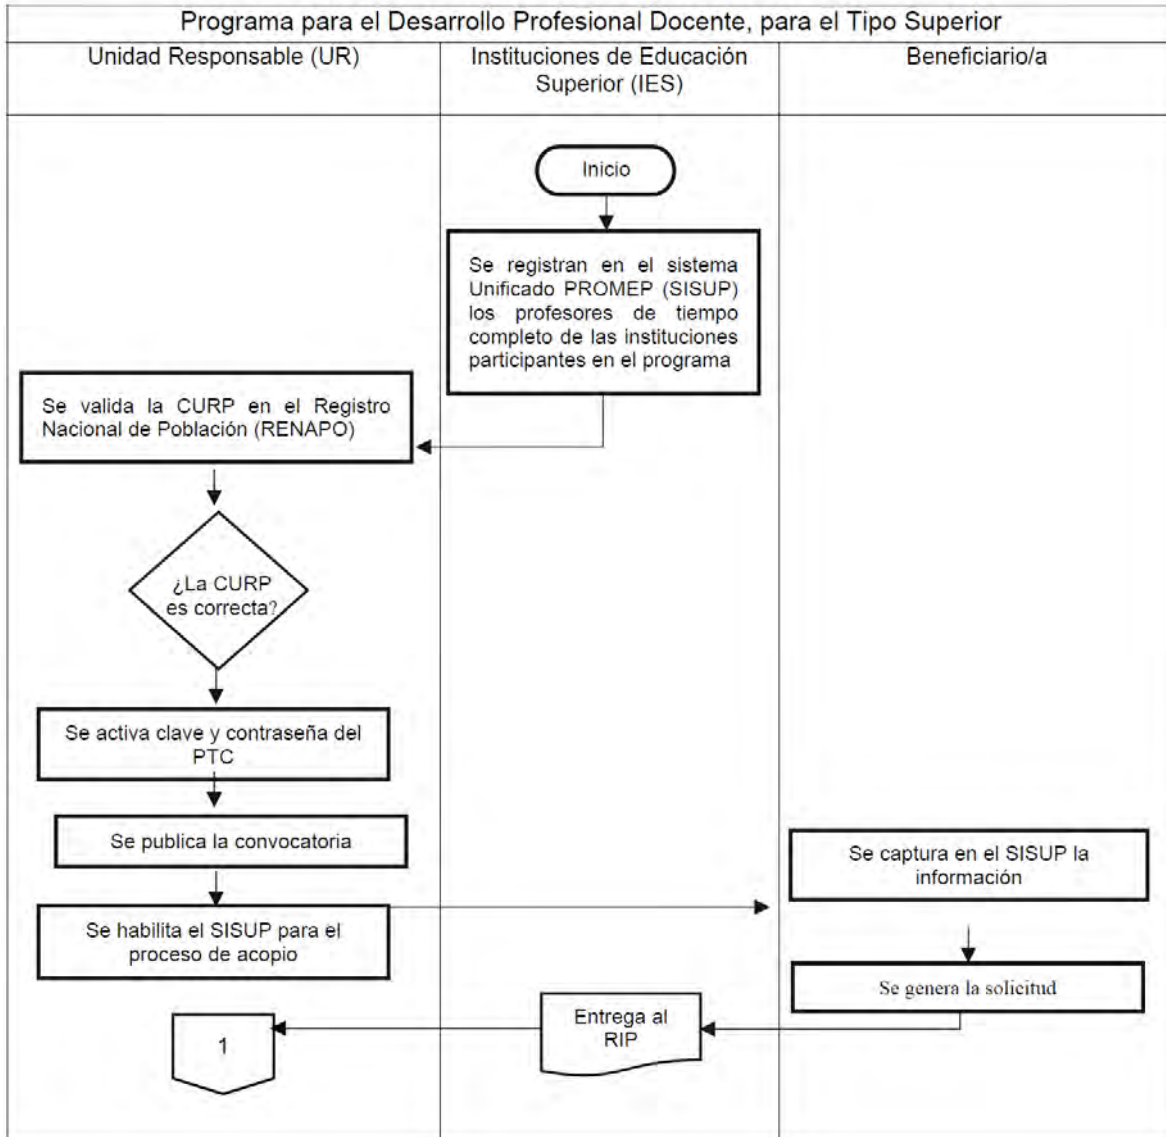 Programa para el Desarrollo Profesional Docente, para el Tipo Superior
Unidad Responsable (UR)
Instituciones de Educación
Superior (IES)
Beneficiario/a
Inicio
Se registran en el sistema
Unificado PROMEP (SISUP)
los profesores de tiempo
completo de las instituciones
participantes en el programa
Se valida la CURP en el Registro
Nacional de Población (RENAPO)
¿La CURP
es correcta?
Se activa clave y contraseña del
PTC
Se publica la convocatoria
Se habilita el SISUP para el
proceso de acopio
Se captura en el SISUP la
información
Se genera la solicitud
Entrega al
RIP
1